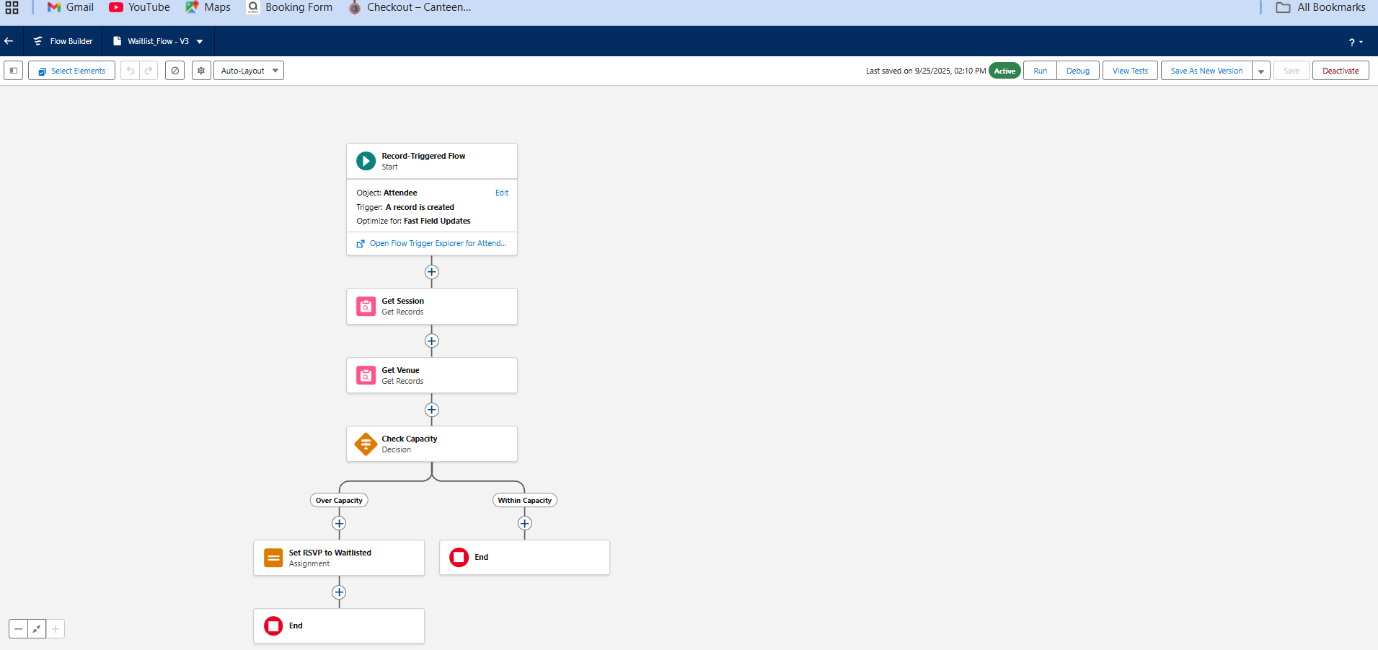 Gmail YouTube Maps Booking Form Checkout – Canteen... All Bookmarks
Flow Builder Waitlist_Flow - V3 ?
Select Elements Auto-Layout Last saved on 9/25/2025, 02:10 PM Active Run Debug View Tests Save As New Version Save Deactivate
Record-Triggered Flow
Start
Object: Attendee Edit
Trigger: A record is created
Optimize for: Fast Field Updates
Open Flow Trigger Explorer for Attend...
Get Session
Get Records
Get Venue
Get Records
Check Capacity
Decision
Over Capacity Within Capacity
Set RSVP to Waitlisted
Assignment
End
End